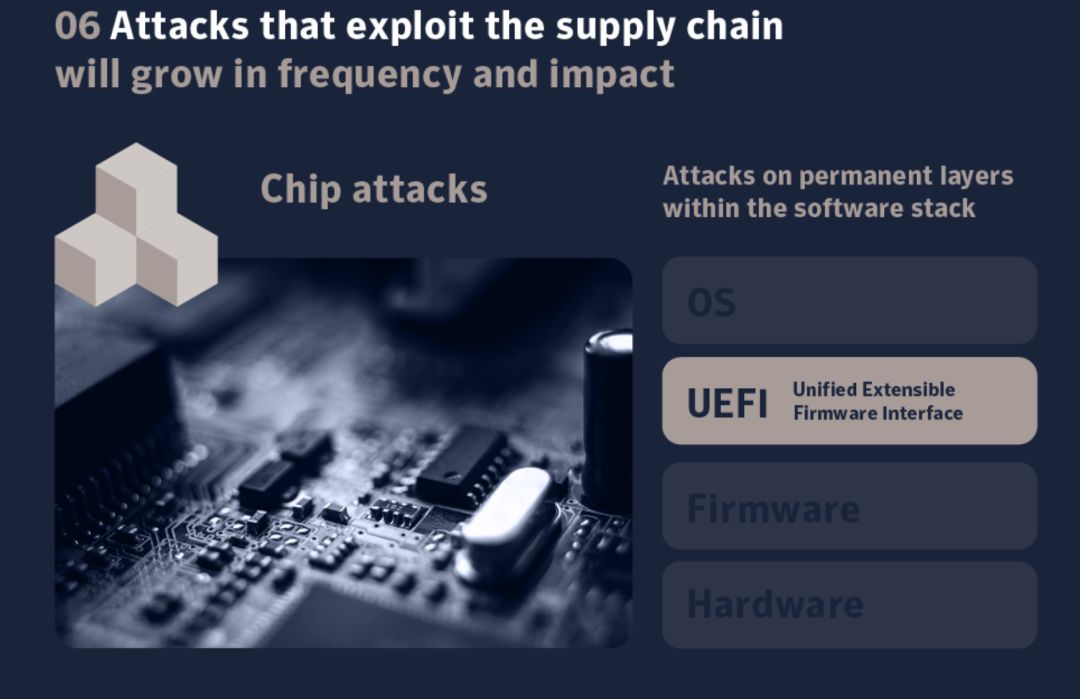 06 Attacks that exploit the supply chain
will grow in frequency and impact
Chip attacks
Attacks on permanent layers
within the software stack
OS
UEFI
Unified Extensible
Firmware Interface
Firmware
Hardware